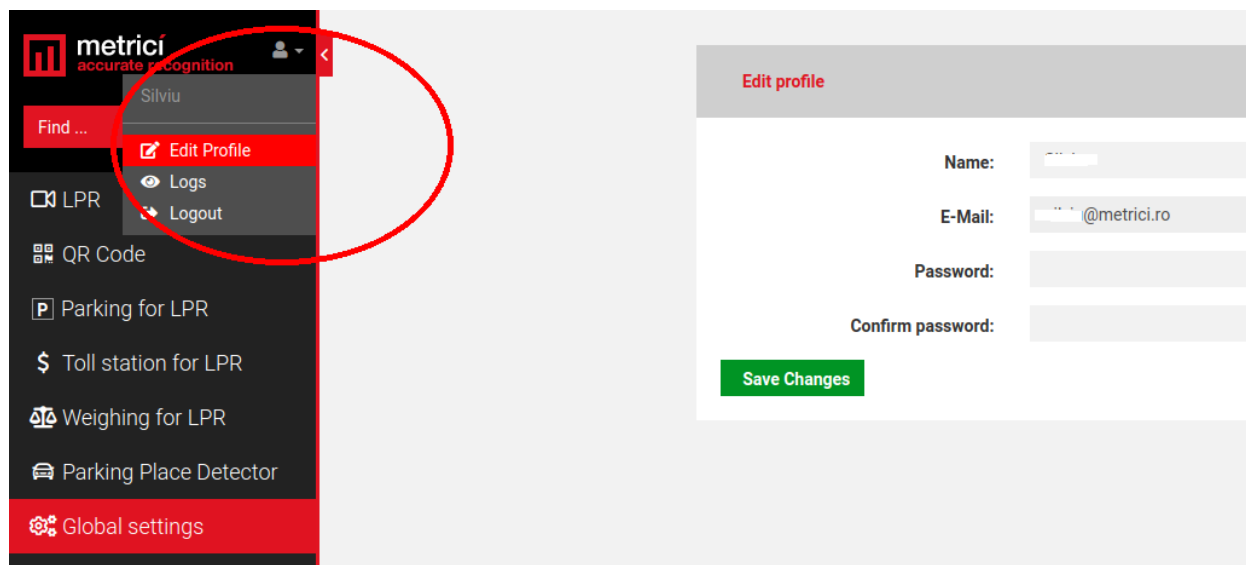 metrici
accurate recognition
Silviu
Find ...
Edit Profile
Logs
Logout
LPR
QR Code
P Parking for LPR
$ Toll station for LPR
Weighing for LPR
Parking Place Detector
Global settings
Edit profile
Name:
E-Mail: @metrici.ro
Password:
Confirm password:
Save Changes